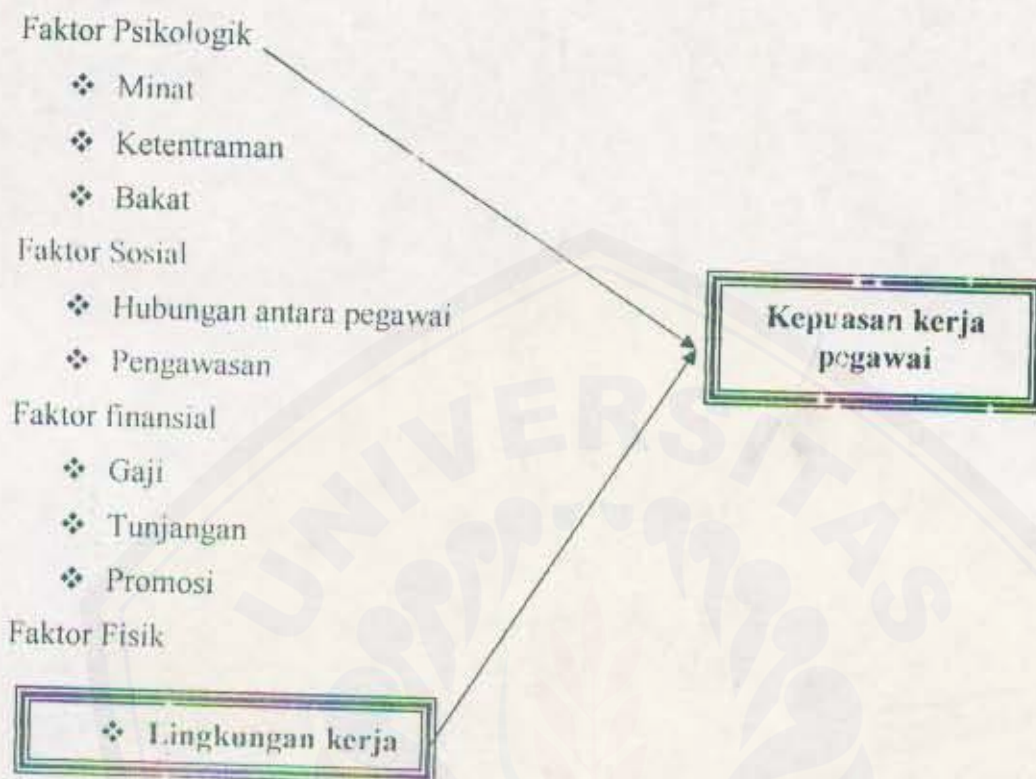 Faktor Psikologik
❖ Minat
❖ Ketentraman
❖ Bakat
Faktor Sosial
❖ Hubungan antara pegawai
❖ Pengawasan
Faktor finansial
❖ Gaji
❖ Tunjangan
❖ Promosi
Faktor Fisik
❖ Lingkungan kerja
Kepuasan kerja
pegawai
UNIVERSITAS